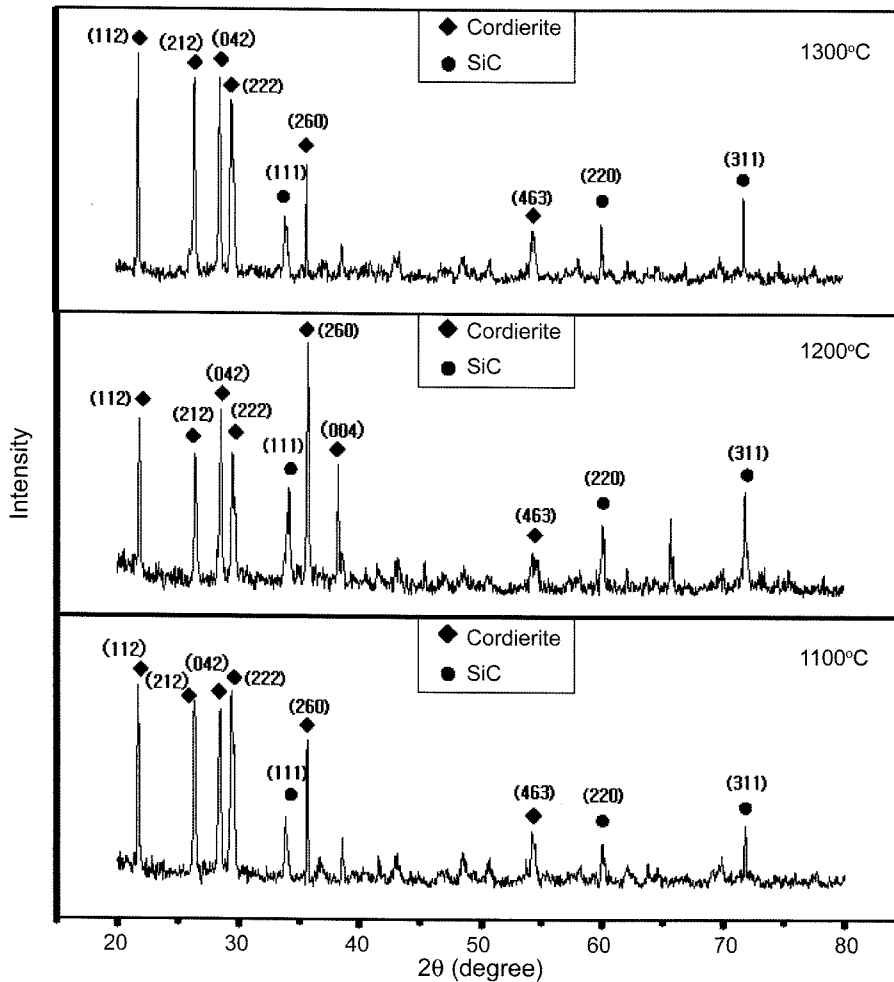 (112) (212) (042) (222) (111) (260) (463) (220) (311)
Cordierite
SiC
1300°C
(112) (212) (042) (222) (111) (260) (004) (463) (220) (311)
Cordierite
SiC
1200°C
(112) (212) (042) (222) (111) (260) (463) (220) (311)
Cordierite
SiC
1100°C
Intensity
20 30 40 50 60 70 80
2θ (degree)